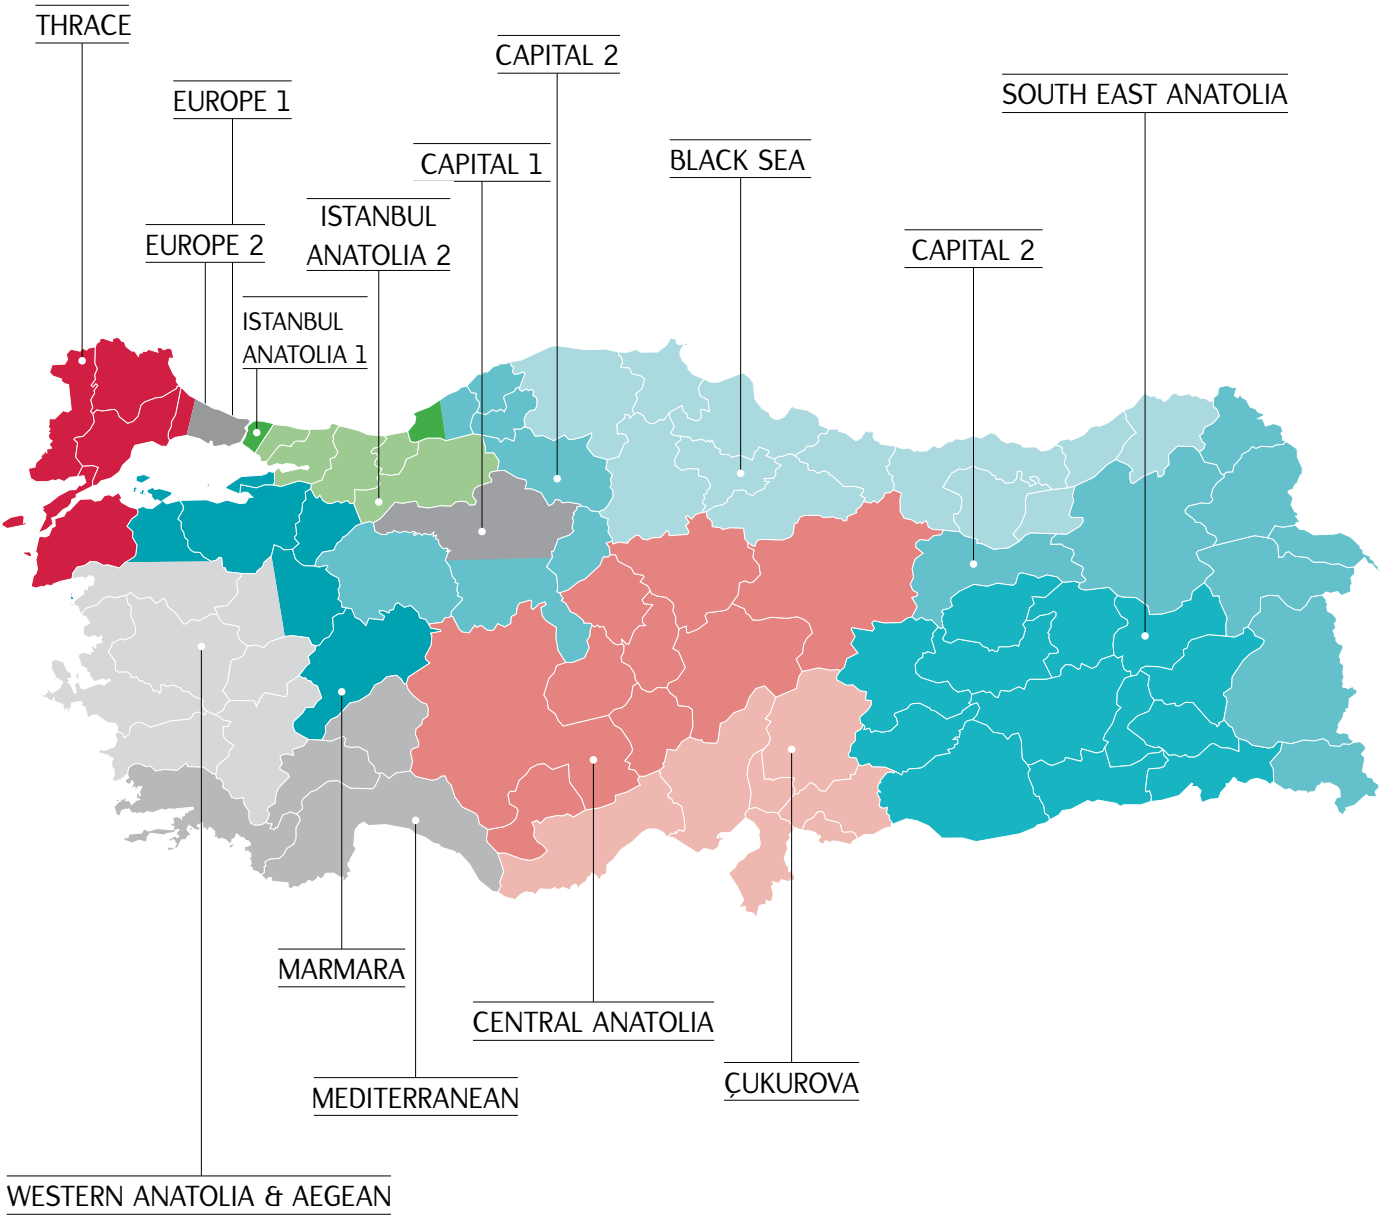 THRACE
CAPITAL 2
EUROPE 1
SOUTH EAST ANATOLIA
CAPITAL 1
BLACK SEA
ISTANBUL
ANATOLIA 2
EUROPE 2
CAPITAL 2
ISTANBUL
ANATOLIA 1
MARMARA
CENTRAL ANATOLIA
ÇUKUROVA
MEDITERRANEAN
WESTERN ANATOLIA & AEGEAN